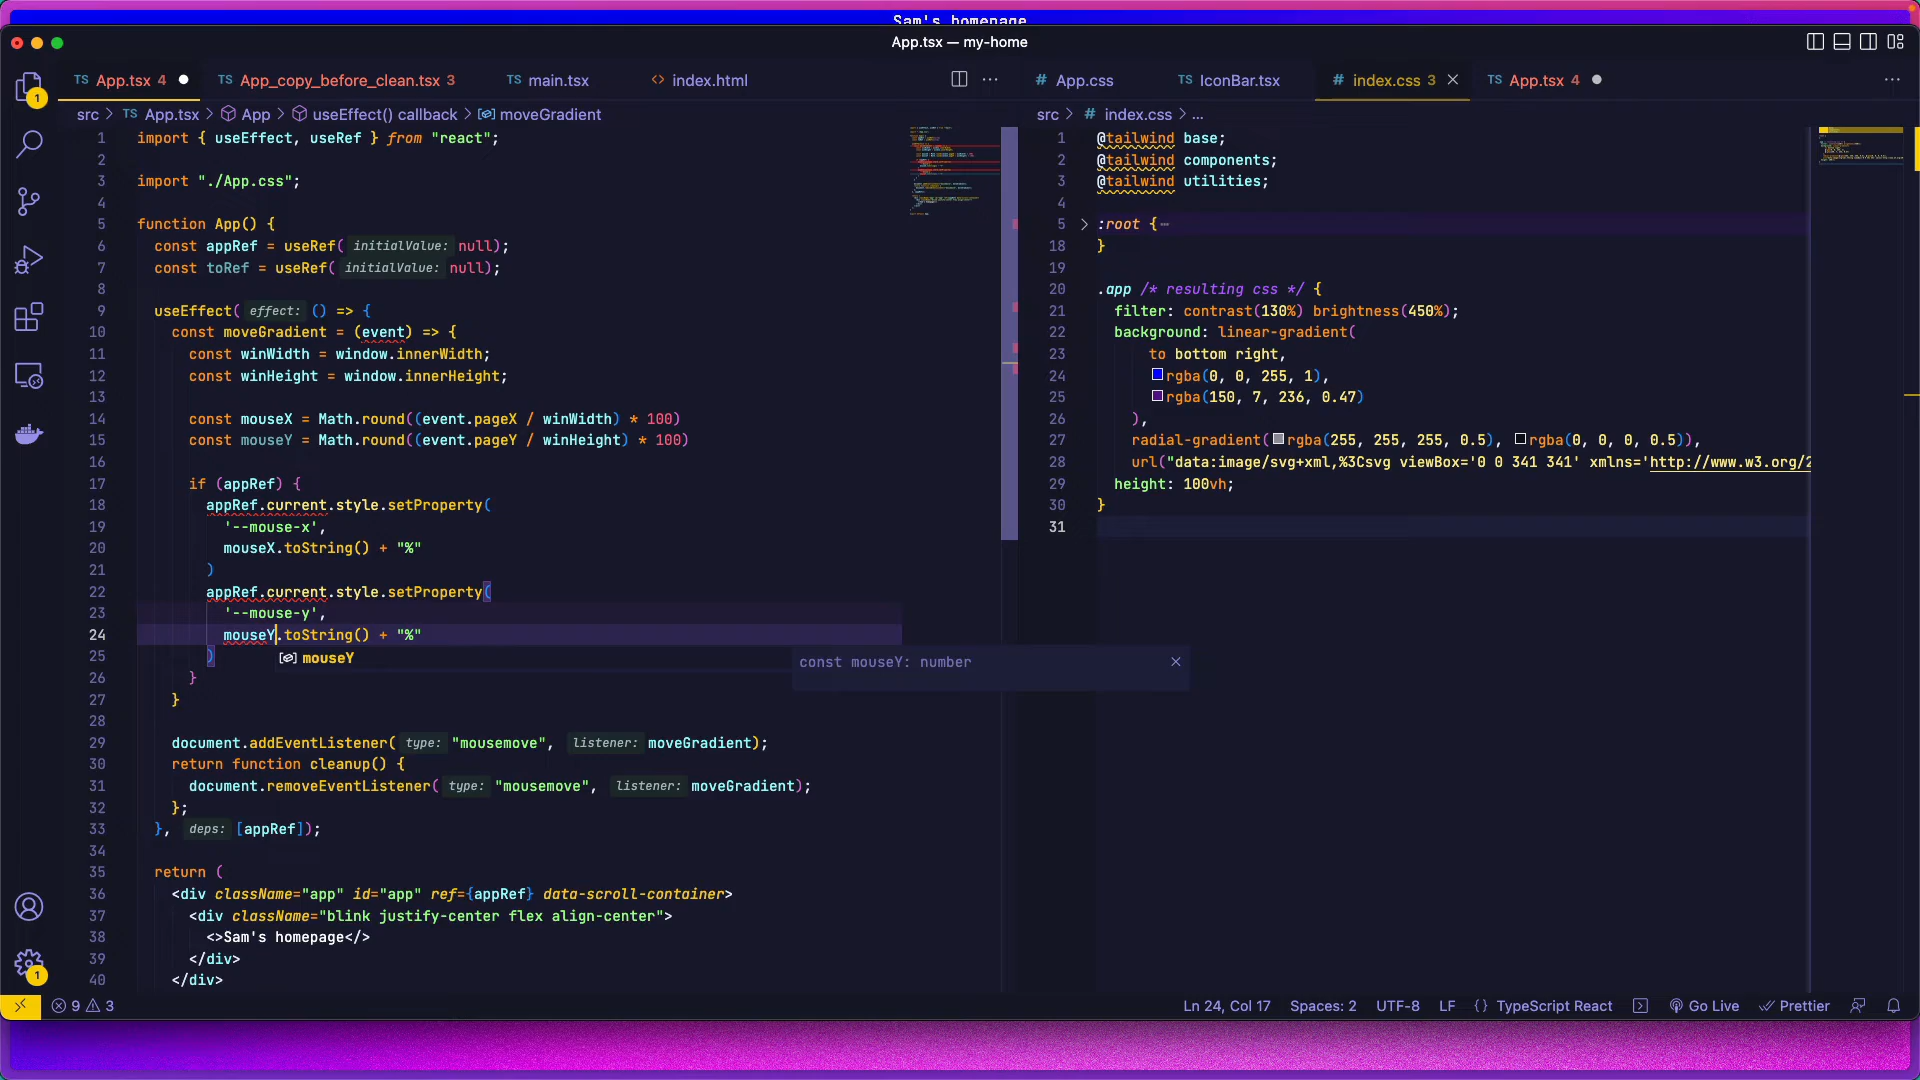 Sam's homepage
App.tsx — my-home
TS App.tsx 4
TS App_copy_before_clean.tsx 3
TS main.tsx
<> index.html
# App.css
TS IconBar.tsx
# index.css 3
TS App.tsx 4
src > TS App.tsx > App > useEffect() callback > moveGradient
1 import { useEffect, useRef } from "react";
2
3 import "./App.css";
4
5 function App() {
6 const appRef = useRef( initialValue: null);
7 const toRef = useRef( initialValue: null);
8
9 useEffect( effect: () => {
10 const moveGradient = (event) => {
11 const winWidth = window.innerWidth;
12 const winHeight = window.innerHeight;
13
14 const mouseX = Math.round((event.pageX / winWidth) * 100)
15 const mouseY = Math.round((event.pageY / winHeight) * 100)
16
17 if (appRef) {
18 appRef.current.style.setProperty(
19 '--mouse-x',
20 mouseX.toString() + "%"
21 )
22 appRef.current.style.setProperty(
23 '--mouse-y',
24 mouseY.toString() + "%"
25 )
mouseY
const mouseY: number
26 }
27 }
28
29 document.addEventListener( type: "mousemove", listener: moveGradient);
30 return function cleanup() {
31 document.removeEventListener( type: "mousemove", listener: moveGradient);
32 };
33 }, deps: [appRef]);
34
35 return (
36 <div className="app" id="app" ref={appRef} data-scroll-container>
37 <div className="blink justify-center flex align-center">
38 <>Sam's homepage</>
39 </div>
40 </div>
src > # index.css > ...
1 @tailwind base;
2 @tailwind components;
3 @tailwind utilities;
4
5 :root {
18 }
19
20 .app /* resulting css */ {
21 filter: contrast(130%) brightness(450%);
22 background: linear-gradient(
23 to bottom right,
24 rgba(0, 0, 255, 1),
25 rgba(150, 7, 236, 0.47)
26 ),
27 radial-gradient(rgba(255, 255, 255, 0.5), rgba(0, 0, 0, 0.5)),
28 url("data:image/svg+xml,%3Csvg viewBox='0 0 341 341' xmlns='http://www.w3.org/2
29 height: 100vh;
30 }
31
1
1
9 3
Ln 24, Col 17
Spaces: 2
UTF-8
LF
{ } TypeScript React
Go Live
Prettier